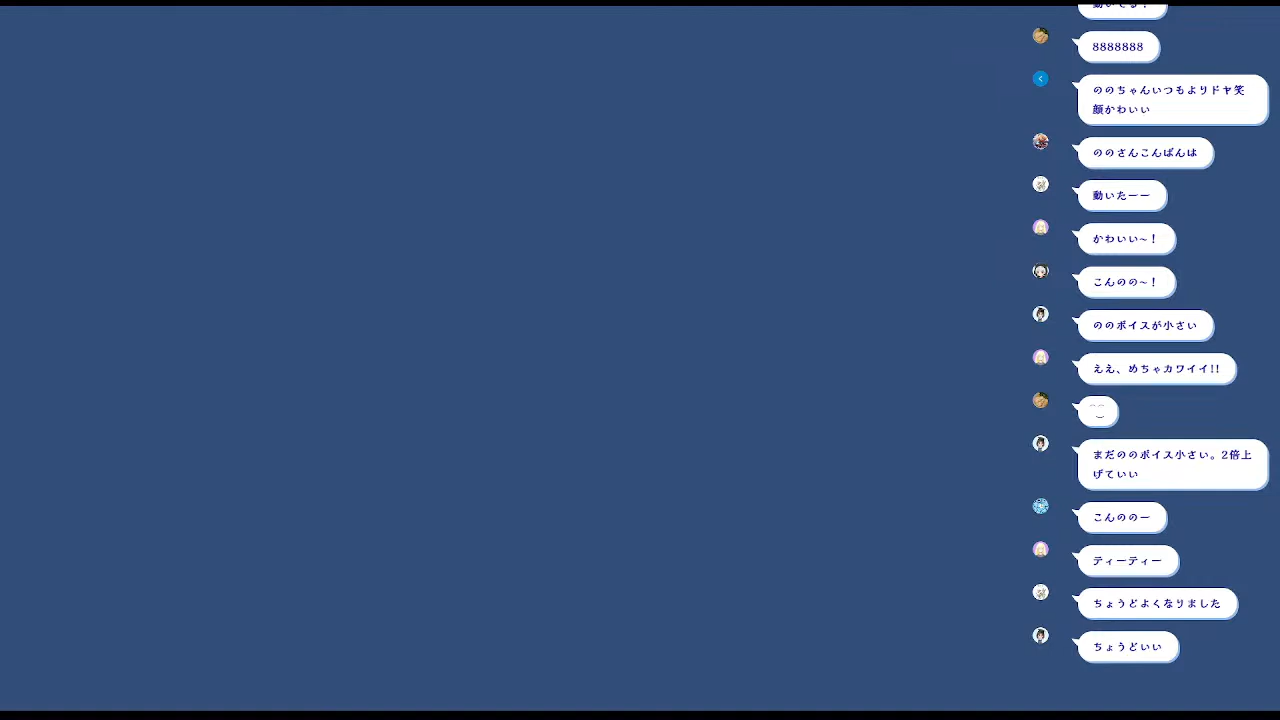 動いてる！
8888888
ののちゃんいつもよりドヤ笑
顔かわいい
ののさんこんばんは
動いたーー
かわいい～！
こんのの～！
ののボイスが小さい
ええ、めちゃカワイイ!!
まだののボイス小さい。2倍上
げていい
こんののー
ティーティー
ちょうどよくなりました
ちょうどいい